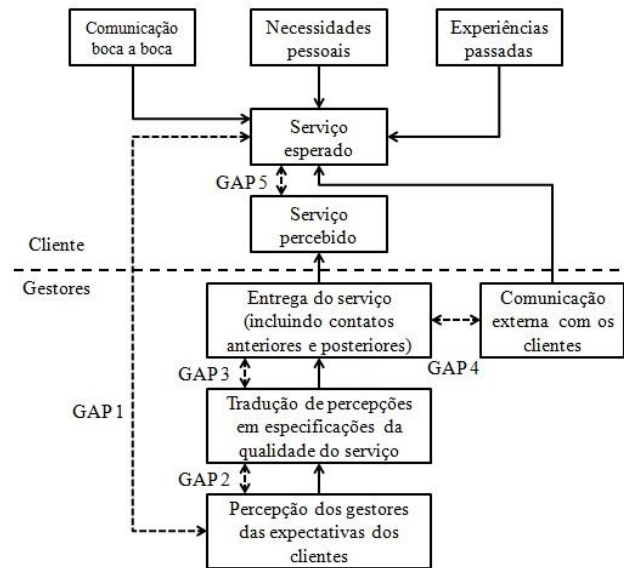 Comunicação
boca a boca
Necessidades
pessoais
Experiências
passadas
Serviço
esperado
GAP 5
Serviço
percebido
Cliente
Gestores
Entrega do serviço
(incluindo contatos
anteriores e posteriores)
Comunicação
externa com os
clientes
GAP 4
GAP 3
GAP 1
Tradução de percepções
em especificações da
qualidade do serviço
GAP 2
Percepção dos gestores
das expectativas dos
clientes